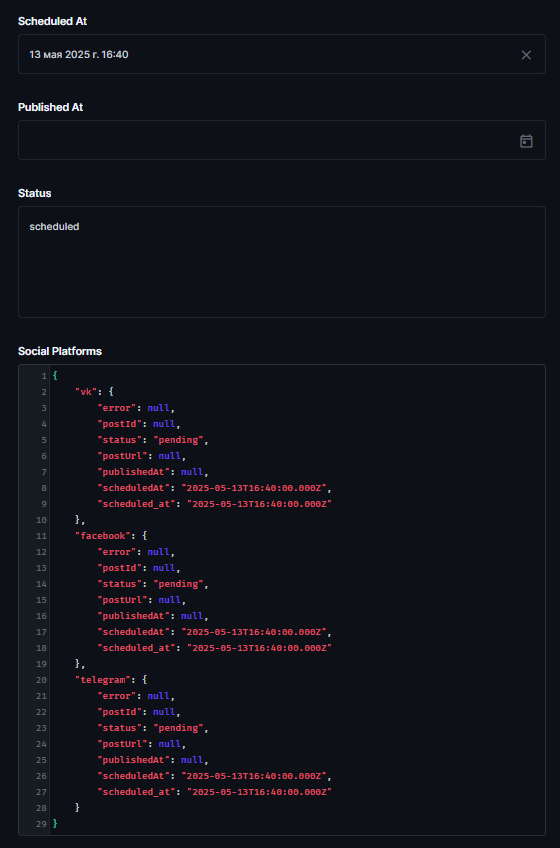 Scheduled At
13 мая 2025 г. 16:40
Published At
Status
scheduled
Social Platforms
1 {
2     "vk": {
3         "error": null,
4         "postId": null,
5         "status": "pending",
6         "postUrl": null,
7         "publishedAt": null,
8         "scheduledAt": "2025-05-13T16:40:00.000Z",
9         "scheduled_at": "2025-05-13T16:40:00.000Z"
10     },
11     "facebook": {
12         "error": null,
13         "postId": null,
14         "status": "pending",
15         "postUrl": null,
16         "publishedAt": null,
17         "scheduledAt": "2025-05-13T16:40:00.000Z",
18         "scheduled_at": "2025-05-13T16:40:00.000Z"
19     },
20     "telegram": {
21         "error": null,
22         "postId": null,
23         "status": "pending",
24         "postUrl": null,
25         "publishedAt": null,
26         "scheduledAt": "2025-05-13T16:40:00.000Z",
27         "scheduled_at": "2025-05-13T16:40:00.000Z"
28     }
29 }